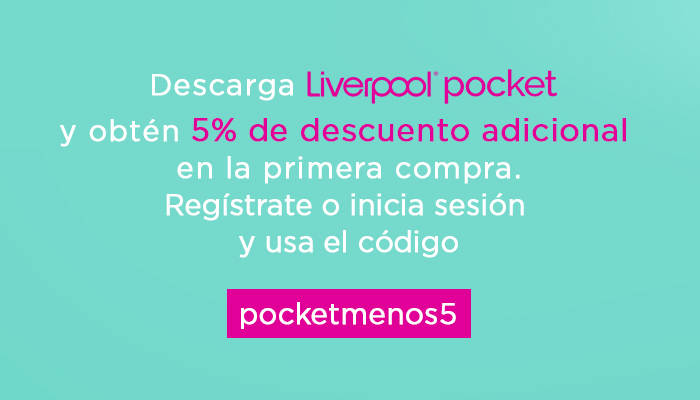 Descarga Liverpool® pocket
y obtén 5% de descuento adicional
en la primera compra.
Regístrate o inicia sesión
y usa el código
pocketmenos5